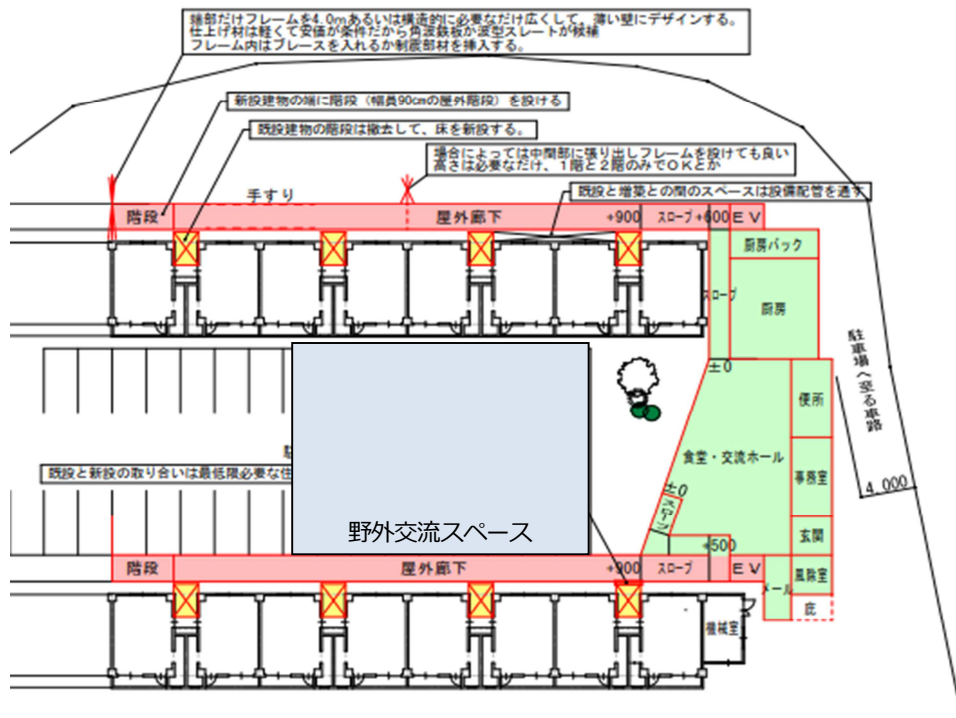 端部だけフレームを4.0mあるいは構造的に必要なだけ広くして、薄い壁にデザインする。
仕上げ材は軽くて安価が条件だから角波鉄板か波型スレートが候補
フレーム内はブレースを入れるか制震部材を挿入する。
新設建物の端に階段(幅員90cmの屋外階段)を設ける
既設建物の階段は撤去して、床を新設する。
場合によっては中間部に張り出しフレームを設けても良い
高さは必要なだけ、1階と2階のみでOKとか
既設と増築との間のスペースは設備配管を通す
手すり
階段
屋外廊下
+900
スロープ
+600
EV
厨房バック
スロープ
厨房
±0
駐車場へ至る車路
便所
食堂・交流ホール
既設と新設の取り合いは最低限必要な住
事務室
4,000
±0
スロープ
野外交流スペース
玄関
+500
階段
屋外廊下
+900
スロープ
EV
風除室
メール
庇
機械室